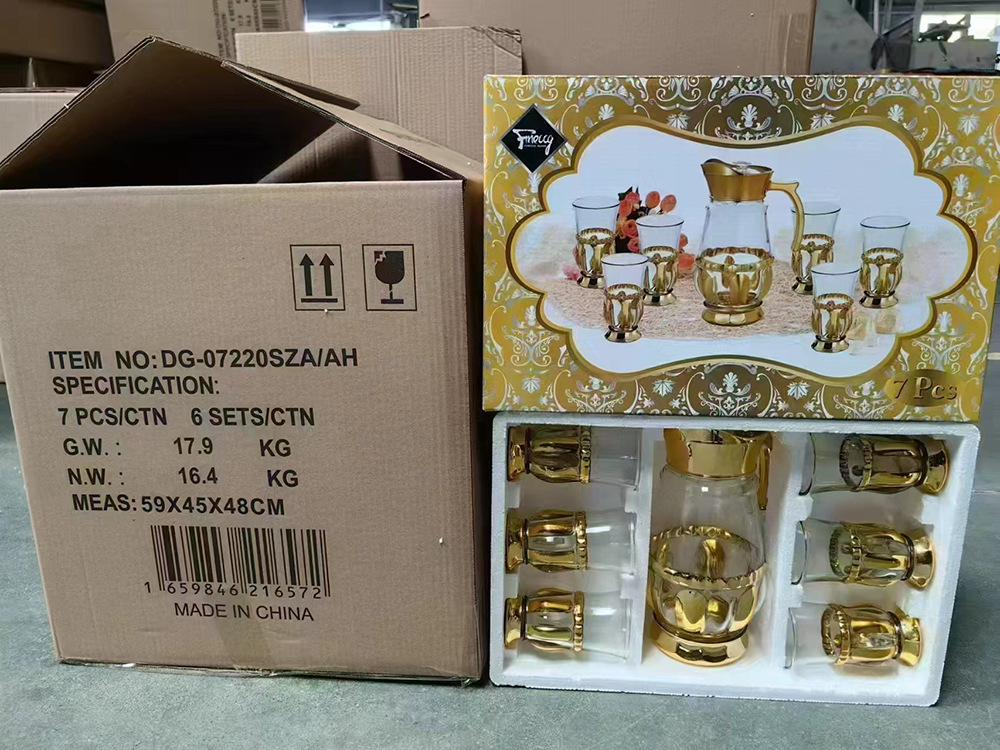 ITEM NO: DG-07220SZA/AH
SPECIFICATION:
7 PCS/CTN 6 SETS/CTN
G.W. : 17.9 KG
N.W. : 16.4 KG
MEAS: 59X45X48CM
1 659846 216572
MADE IN CHINA
7 Pcs